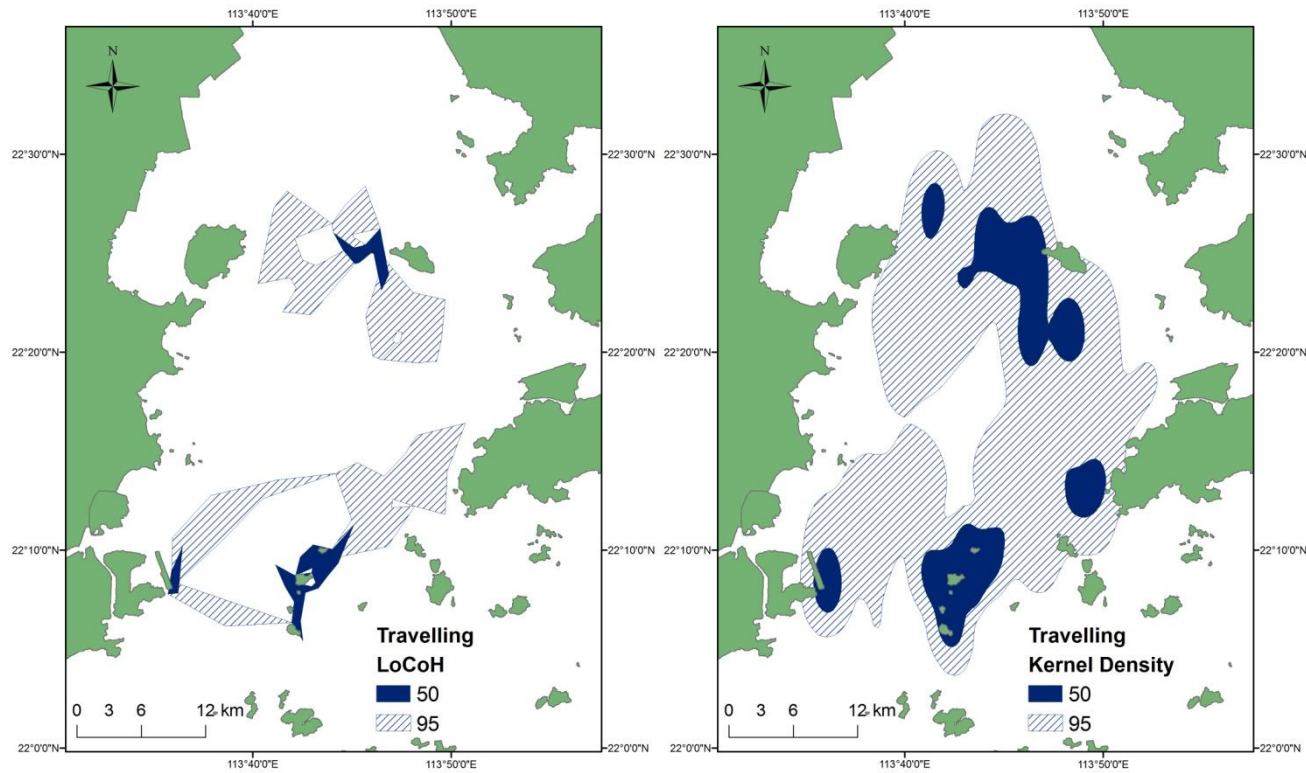 113°40'0"E 113°50'0"E 113°40'0"E 113°50'0"E
N N
22°30'0"N 22°30'0"N 22°30'0"N 22°30'0"N
22°20'0"N 22°20'0"N 22°20'0"N 22°20'0"N
22°10'0"N 22°10'0"N 22°10'0"N 22°10'0"N
Travelling
LoCoH
50
95
0 3 6 12 km
Travelling
Kernel Density
50
95
0 3 6 12 km
22°0'0"N 22°0'0"N 22°0'0"N 22°0'0"N
113°40'0"E 113°50'0"E 113°40'0"E 113°50'0"E